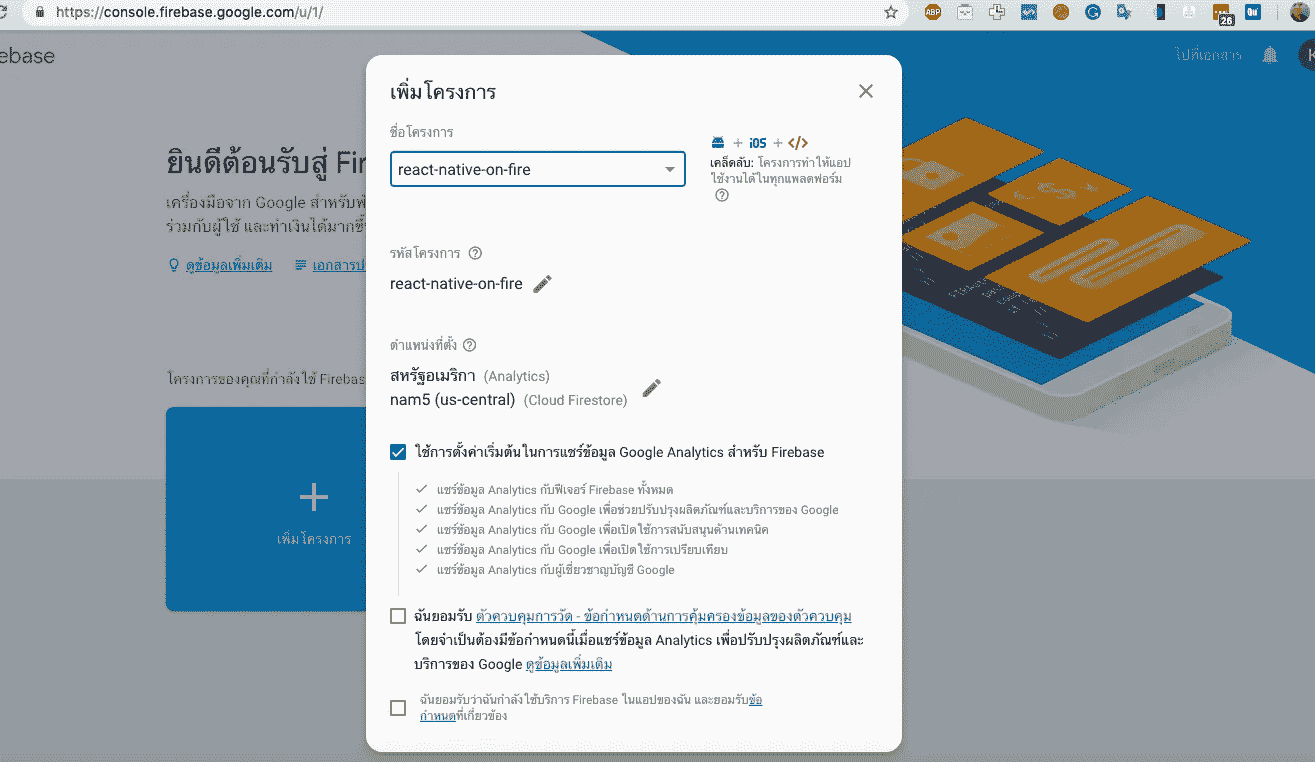 https://console.firebase.google.com/u/1/
ABP
26
ebase
ไปที่เอกสาร
K
เพิ่มโครงการ
ชื่อโครงการ
react-native-on-fire
+ iOS + </>
เคล็ดลับ: โครงการทำให้แอป
ใช้งานได้ในทุกแพลตฟอร์ม
ยินดีต้อนรับสู่ Fir
เครื่องมือจาก Google สำหรับพั
ร่วมกับผู้ใช้ และทำเงินได้มากขึ้
ดูข้อมูลเพิ่มเติม
เอกสารป
รหัสโครงการ
react-native-on-fire
ตำแหน่งที่ตั้ง
สหรัฐอเมริกา (Analytics)
nam5 (us-central) (Cloud Firestore)
โครงการของคุณที่กำลังใช้ Firebas
เพิ่มโครงการ
ใช้การตั้งค่าเริ่มต้นในการแชร์ข้อมูล Google Analytics สำหรับ Firebase
แชร์ข้อมูล Analytics กับฟีเจอร์ Firebase ทั้งหมด
แชร์ข้อมูล Analytics กับ Google เพื่อช่วยปรับปรุงผลิตภัณฑ์และบริการของ Google
แชร์ข้อมูล Analytics กับ Google เพื่อเปิดใช้การสนับสนุนด้านเทคนิค
แชร์ข้อมูล Analytics กับ Google เพื่อเปิดใช้การเปรียบเทียบ
แชร์ข้อมูล Analytics กับผู้เชี่ยวชาญบัญชี Google
ฉันยอมรับ ตัวควบคุมการวัด - ข้อกำหนดด้านการคุ้มครองข้อมูลของตัวควบคุม
โดยจำเป็นต้องมีข้อกำหนดนี้เมื่อแชร์ข้อมูล Analytics เพื่อปรับปรุงผลิตภัณฑ์และ
บริการของ Google ดูข้อมูลเพิ่มเติม
ฉันยอมรับว่าฉันกำลังใช้บริการ Firebase ในแอปของฉัน และยอมรับข้อ
กำหนดที่เกี่ยวข้อง